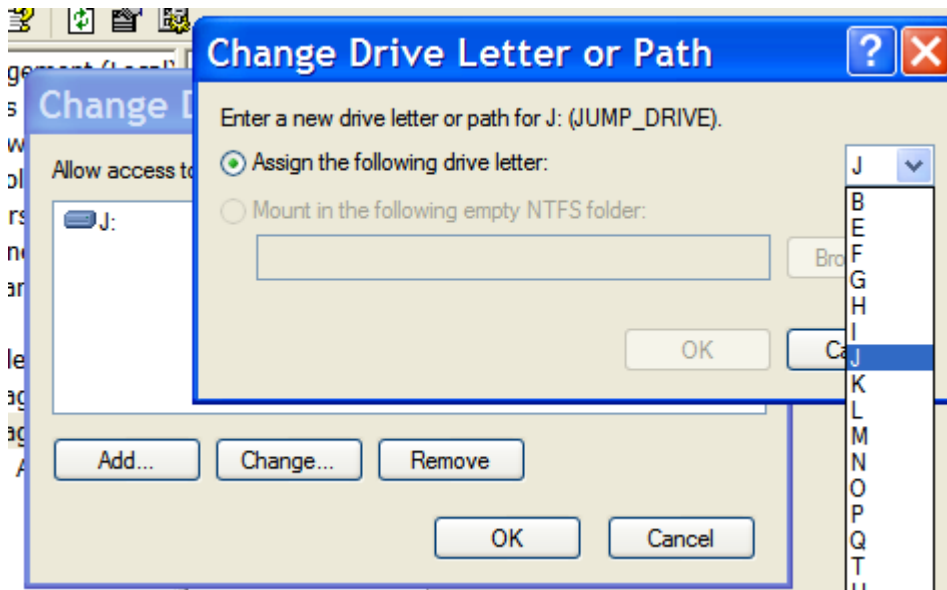 Change Drive Letter or Path
Enter a new drive letter or path for J: (JUMP_DRIVE).
Assign the following drive letter:
J
Mount in the following empty NTFS folder:
OK
B
E
F
G
H
I
J
K
L
M
N
O
P
Q
T
Change
Allow access to
J:
Add...
Change...
Remove
OK
Cancel